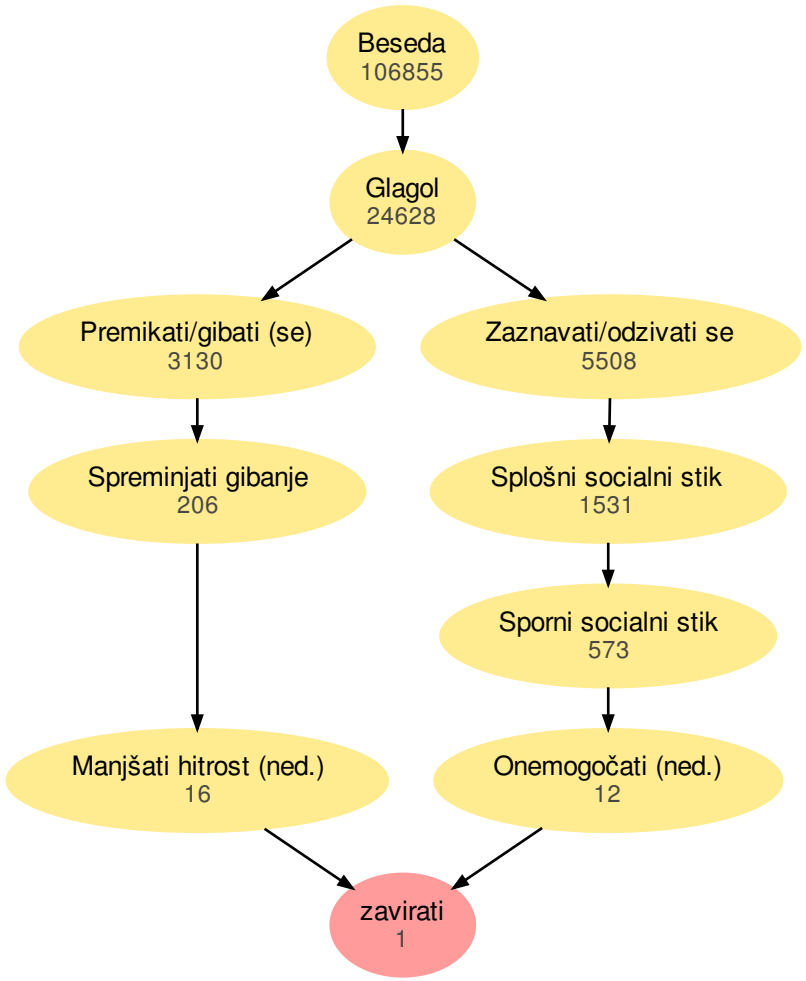 Beseda
106855
Glagol
24628
Premikati/gibati (se)
3130
Zaznavati/odzivati se
5508
Spreminjati gibanje
206
Splošni socialni stik
1531
Sporni socialni stik
573
Manjšati hitrost (ned.)
16
Onemogočati (ned.)
12
zavirati
1